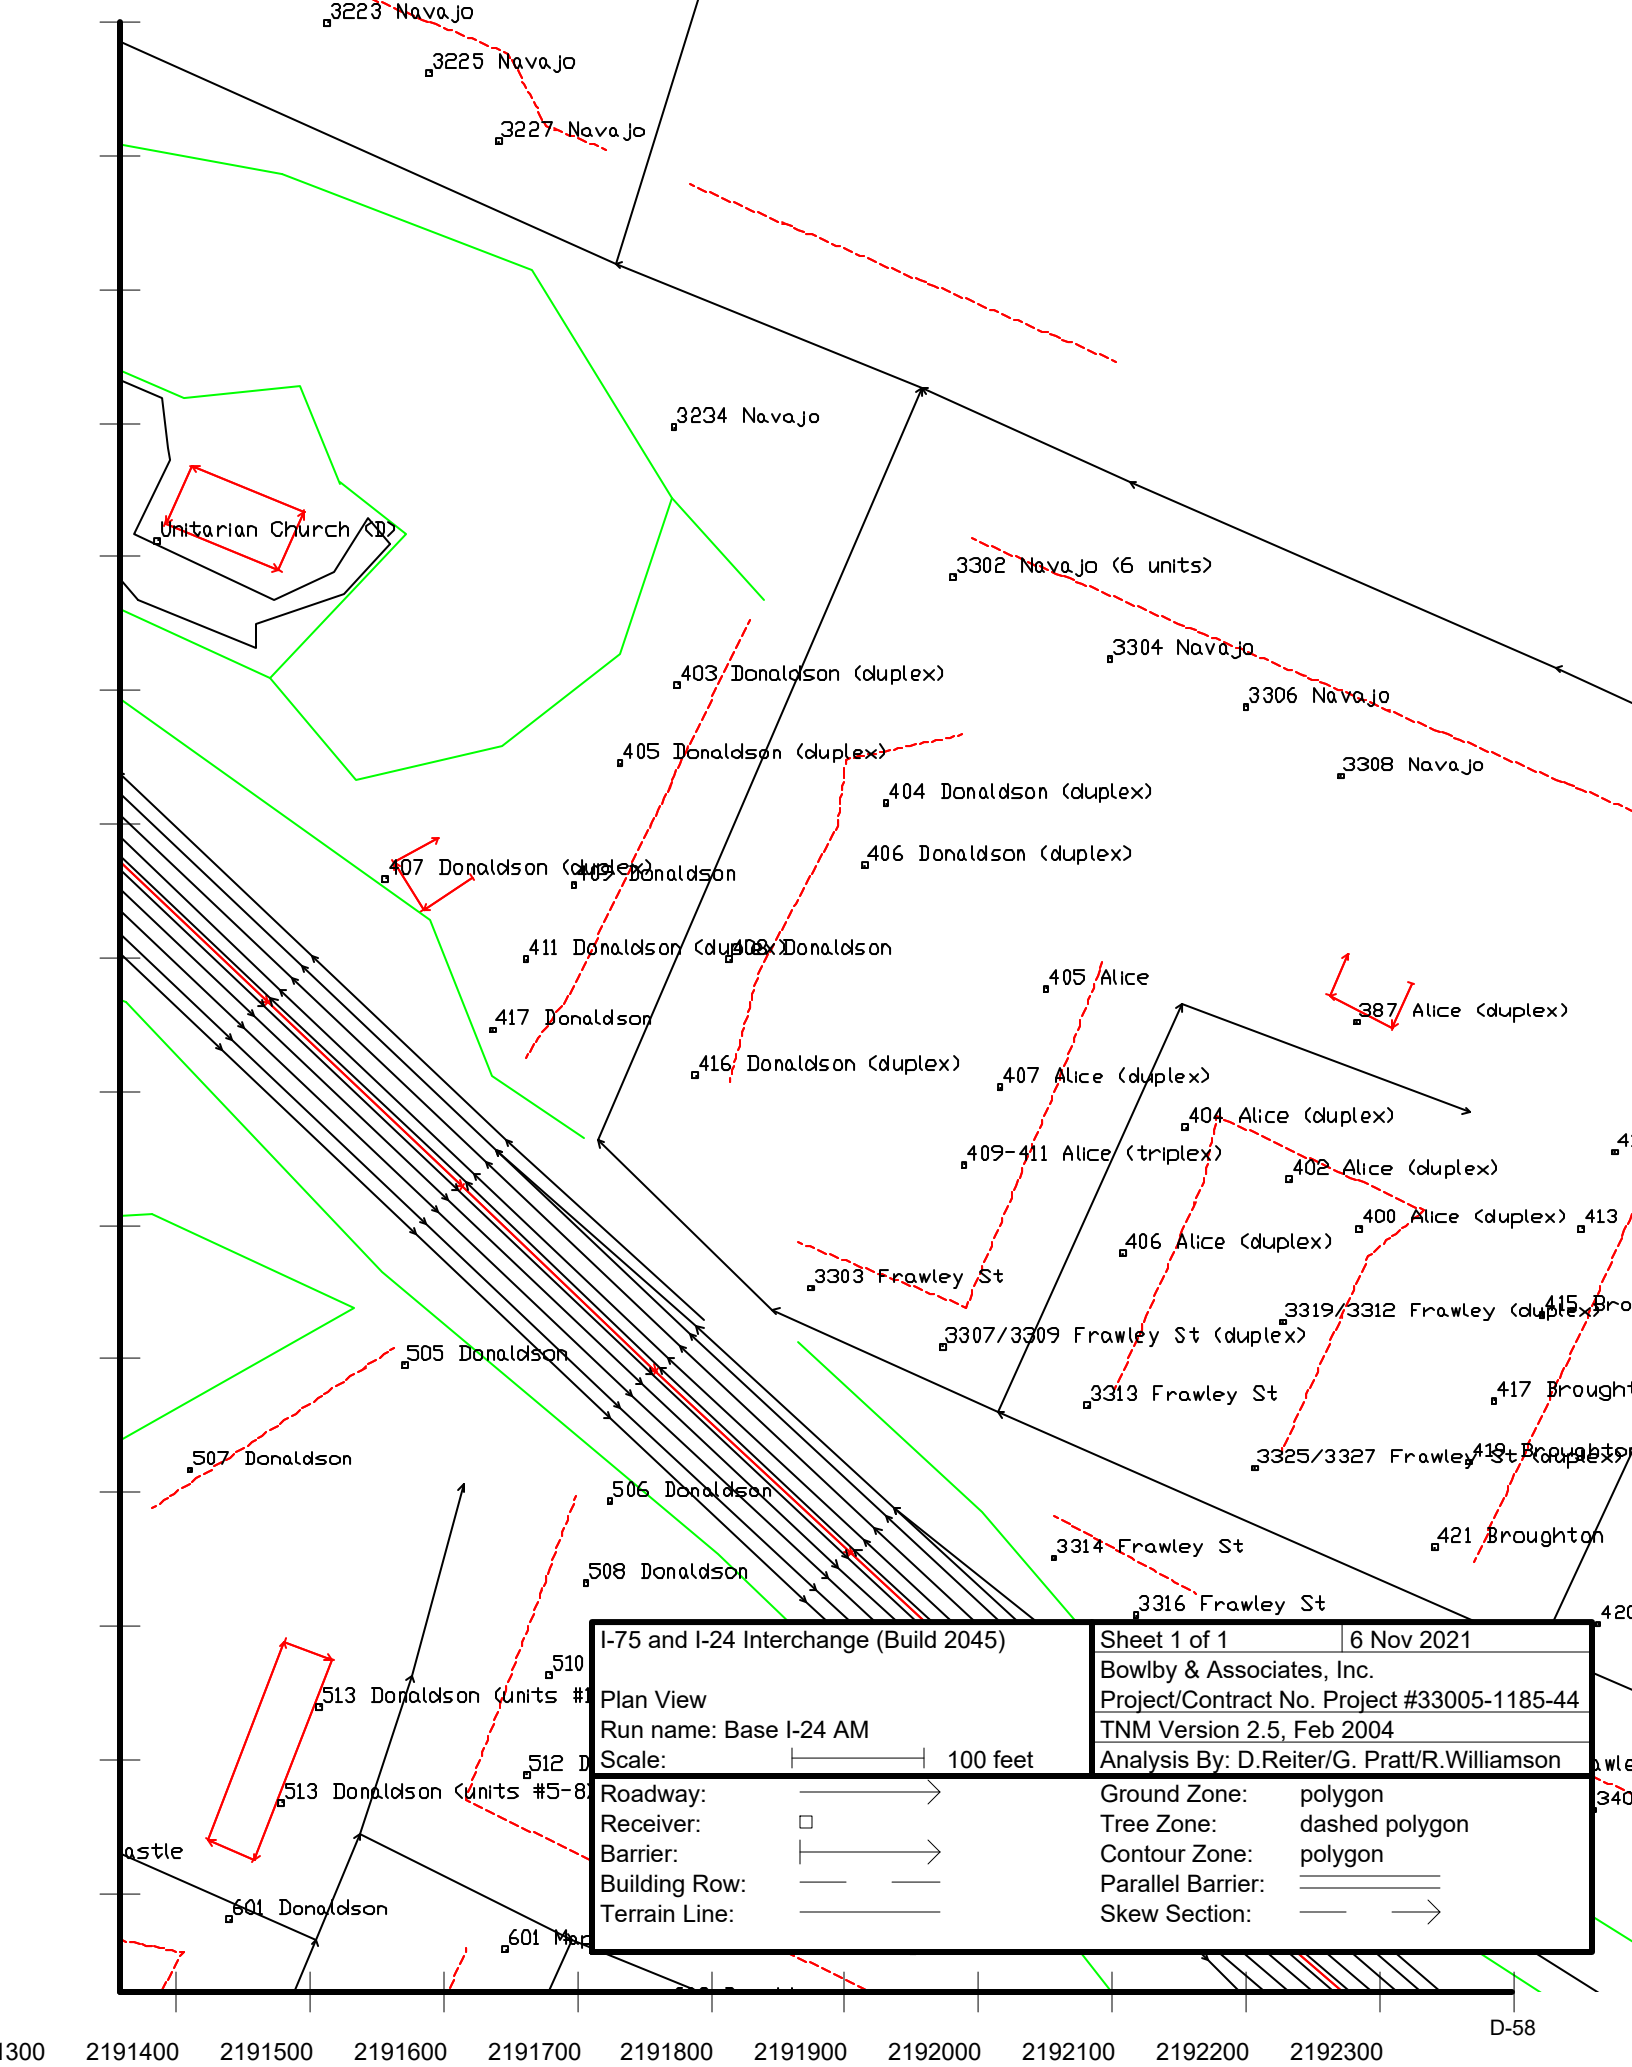 3223 Navajo
3225 Navajo
3227 Navajo
3234 Navajo
Unitarian Church (D)
3302 Navajo (6 units)
3304 Navajo
403 Donaldson (duplex)
3306 Navajo
405 Donaldson (duplex)
3308 Navajo
404 Donaldson (duplex)
406 Donaldson (duplex)
407 Donaldson (duplex)
409 Donaldson
411 Donaldson (duplex)
408 Donaldson
405 Alice
387 Alice (duplex)
417 Donaldson
416 Donaldson (duplex)
407 Alice (duplex)
404 Alice (duplex)
409-411 Alice (triplex)
402 Alice (duplex)
400 Alice (duplex)
413
406 Alice (duplex)
3303 Frawley St
3319/3312 Frawley (duplex)
415 Bro
3307/3309 Frawley St (duplex)
505 Donaldson
3313 Frawley St
417 Brought
507 Donaldson
3325/3327 Frawley St (duplex)
419 Broughton
506 Donaldson
421 Broughton
3314 Frawley St
508 Donaldson
3316 Frawley St
420
510
513 Donaldson (units #1
512 D
513 Donaldson (units #5-8)
awle
340
astle
601 Donaldson
601 Map
I-75 and I-24 Interchange (Build 2045)
Plan View
Run name: Base I-24 AM
Scale: 100 feet
Sheet 1 of 1 6 Nov 2021
Bowlby & Associates, Inc.
Project/Contract No. Project #33005-1185-44
TNM Version 2.5, Feb 2004
Analysis By: D.Reiter/G. Pratt/R.Williamson
Roadway:
Receiver:
Barrier:
Building Row:
Terrain Line:
Ground Zone: polygon
Tree Zone: dashed polygon
Contour Zone: polygon
Parallel Barrier:
Skew Section:
D-58
1300 2191400 2191500 2191600 2191700 2191800 2191900 2192000 2192100 2192200 2192300